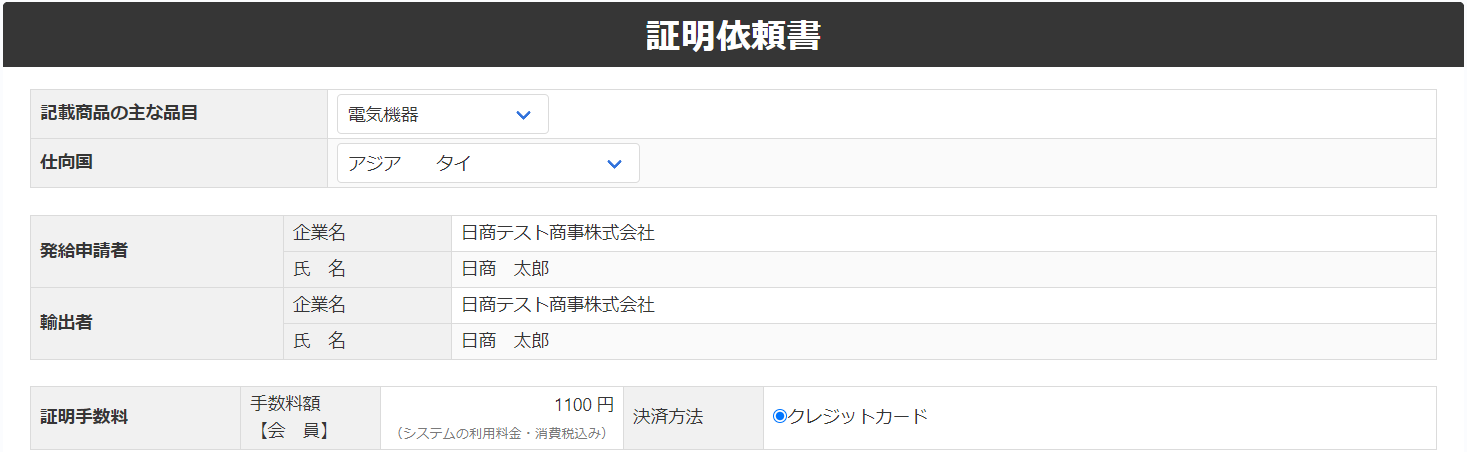 証明依頼書
記載商品の主な品目 電気機器
仕向国 アジア　　タイ
発給申請者 企業名 日商テスト商事株式会社
氏　名 日商　太郎
輸出者 企業名 日商テスト商事株式会社
氏　名 日商　太郎
証明手数料 手数料額
【会　員】 1100 円
（システムの利用料金・消費税込み） 決済方法 クレジットカード